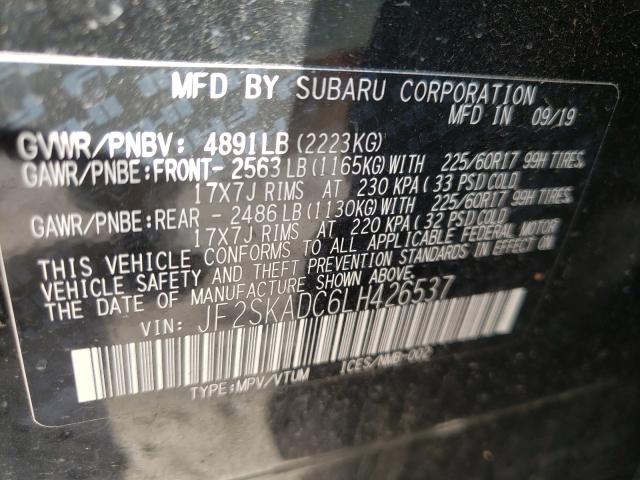 MFD BY SUBARU CORPORATION
MFD IN 09/19
GVWR/PNBV: 4891LB (2223KG)
GAWR/PNBE:FRONT- 2563 LB(1165KG) WITH 225/60R17 99H TIRES,
17X7J RIMS AT 230 KPA(33 PSI)COLD
GAWR/PNBE:REAR - 2486 LB(1130KG) WITH 225/60R17 99H TIRES,
17X7J RIMS AT 220 KPA(32 PSI)COLD
THIS VEHICLE CONFORMS TO ALL APPLICABLE FEDERAL MOTOR
VEHICLE SAFETY AND THEFT PREVENTION STANDARDS IN EFFECT ON
THE DATE OF MANUFACTURE SHOWN ABOVE.
VIN: JF2SKADC6LH426537
TYPE:MPV/VTUM ICES/NMB-002